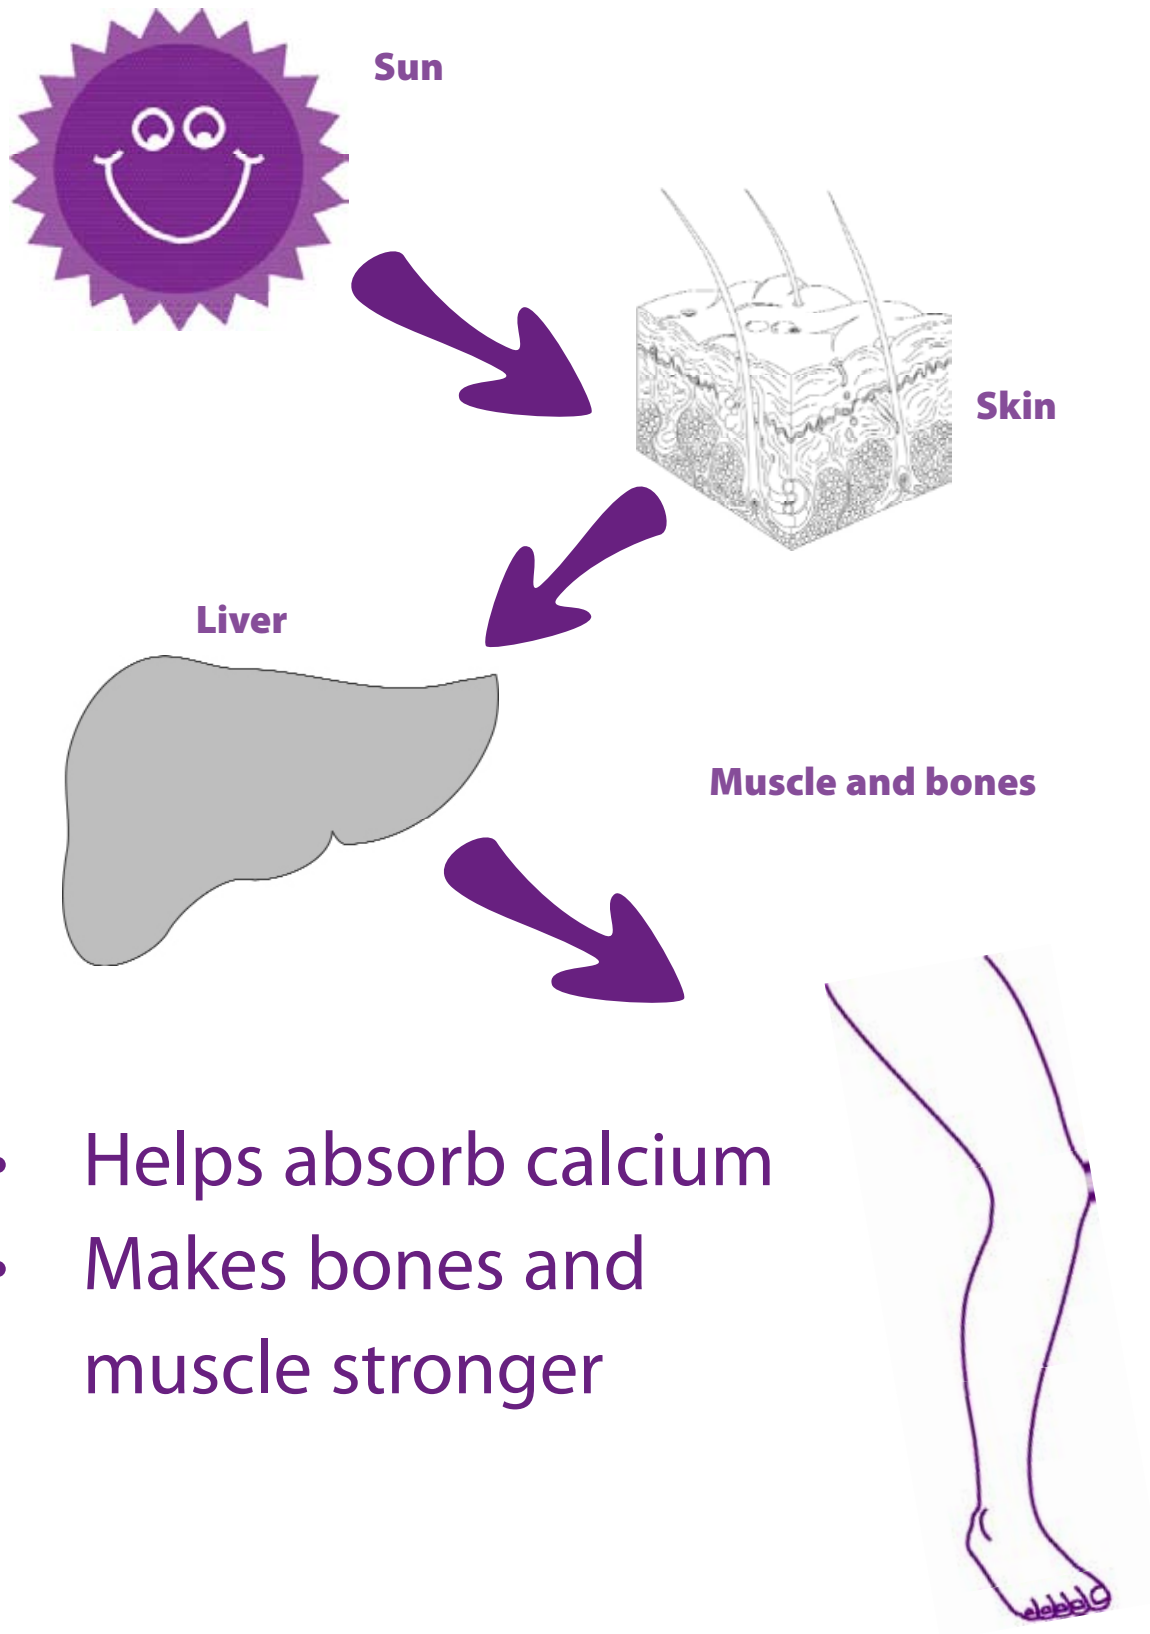 Sun
Skin
Liver
Muscle and bones
• Helps absorb calcium
• Makes bones and
muscle stronger